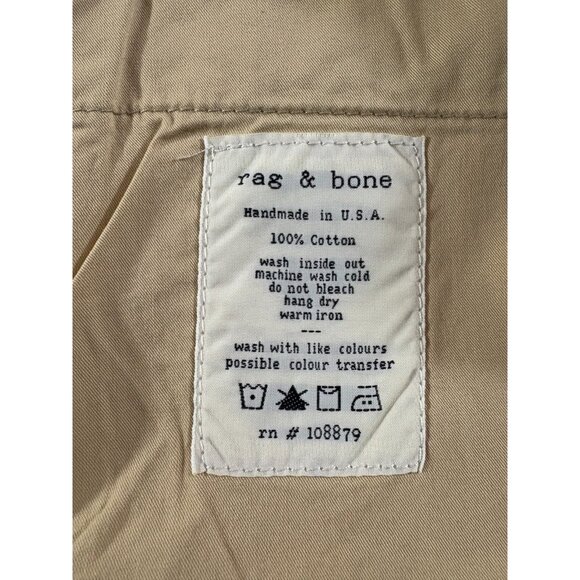 rag & bone
Handmade in U.S.A.
100% Cotton
wash inside out
machine wash cold
do not bleach
hang dry
warm iron
---
wash with like colours
possible colour transfer
rn # 108879